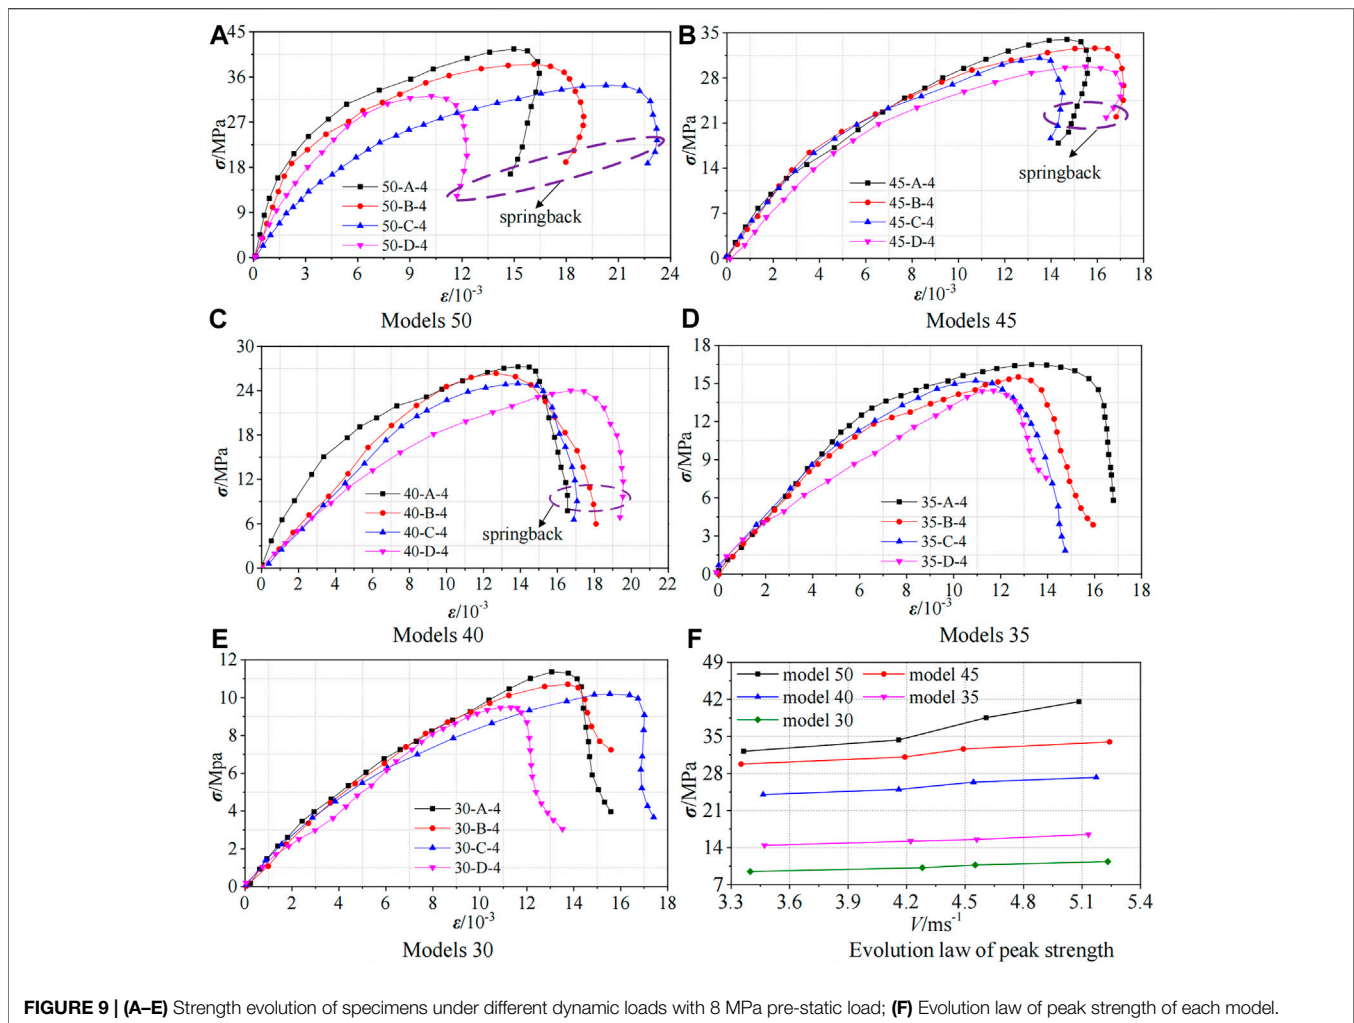 A
σ/MPa
45
36
27
18
9
0
50-A-4
50-B-4
50-C-4
50-D-4
springback
0 3 6 9 12 15 18 21 24
ε/10⁻³
Models 50
B
σ/MPa
35
28
21
14
7
0
45-A-4
45-B-4
45-C-4
45-D-4
springback
0 2 4 6 8 10 12 14 16 18
ε/10⁻³
Models 45
C
σ/MPa
30
24
18
12
6
0
40-A-4
40-B-4
40-C-4
40-D-4
springback
0 2 4 6 8 10 12 14 16 18 20 22
ε/10⁻³
Models 40
D
σ/MPa
18
15
12
9
6
3
0
35-A-4
35-B-4
35-C-4
35-D-4
0 2 4 6 8 10 12 14 16 18
ε/10⁻³
Models 35
E
σ/Mpa
12
10
8
6
4
2
0
30-A-4
30-B-4
30-C-4
30-D-4
0 2 4 6 8 10 12 14 16 18
ε/10⁻³
Models 30
F
σ/MPa
49
42
35
28
21
14
7
model 50 model 45
model 40 model 35
model 30
3.3 3.6 3.9 4.2 4.5 4.8 5.1 5.4
V/ms⁻¹
Evolution law of peak strength
FIGURE 9 | (A–E) Strength evolution of specimens under different dynamic loads with 8 MPa pre-static load; (F) Evolution law of peak strength of each model.